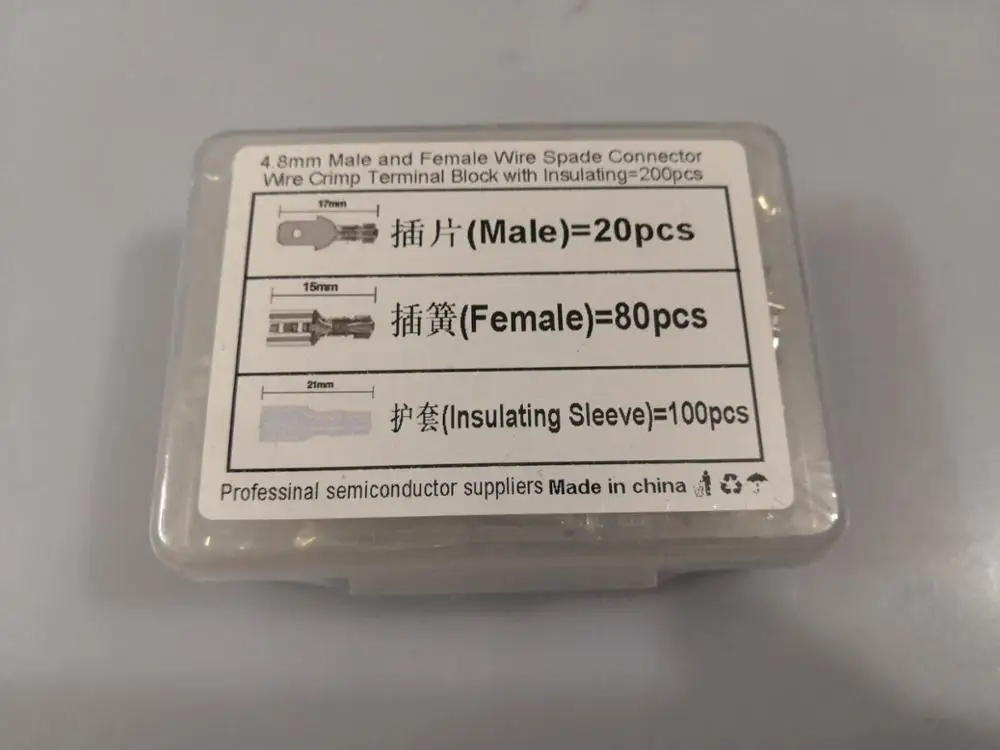 4.8mm Male and Female Wire Spade Connector
Wire Crimp Terminal Block with Insulating=200pcs
17mm
插片(Male)=20pcs
15mm
插簧(Female)=80pcs
21mm
护套(Insulating Sleeve)=100pcs
Professinal semiconductor suppliers Made in china